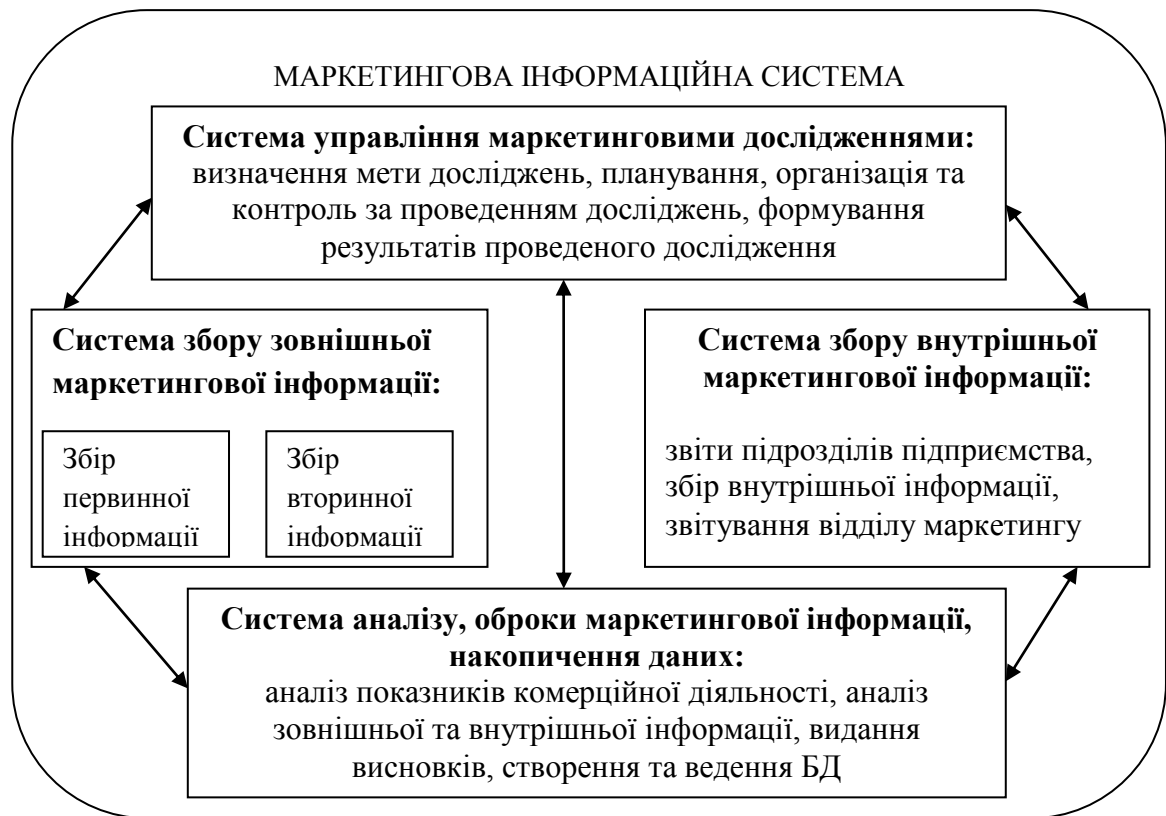 МАРКЕТИНГОВА ІНФОРМАЦІЙНА СИСТЕМА
Система управління маркетинговими дослідженнями:
визначення мети досліджень, планування, організація та
контроль за проведенням досліджень, формування
результатів проведеного дослідження
Система збору зовнішньої
маркетингової інформації:
Збір
первинної
інформації
Збір
вторинної
інформації
Система збору внутрішньої
маркетингової інформації:
звіти підрозділів підприємства,
збір внутрішньої інформації,
звітування відділу маркетингу
Система аналізу, оброки маркетингової інформації,
накопичення даних:
аналіз показників комерційної діяльності, аналіз
зовнішньої та внутрішньої інформації, видання
висновків, створення та ведення БД